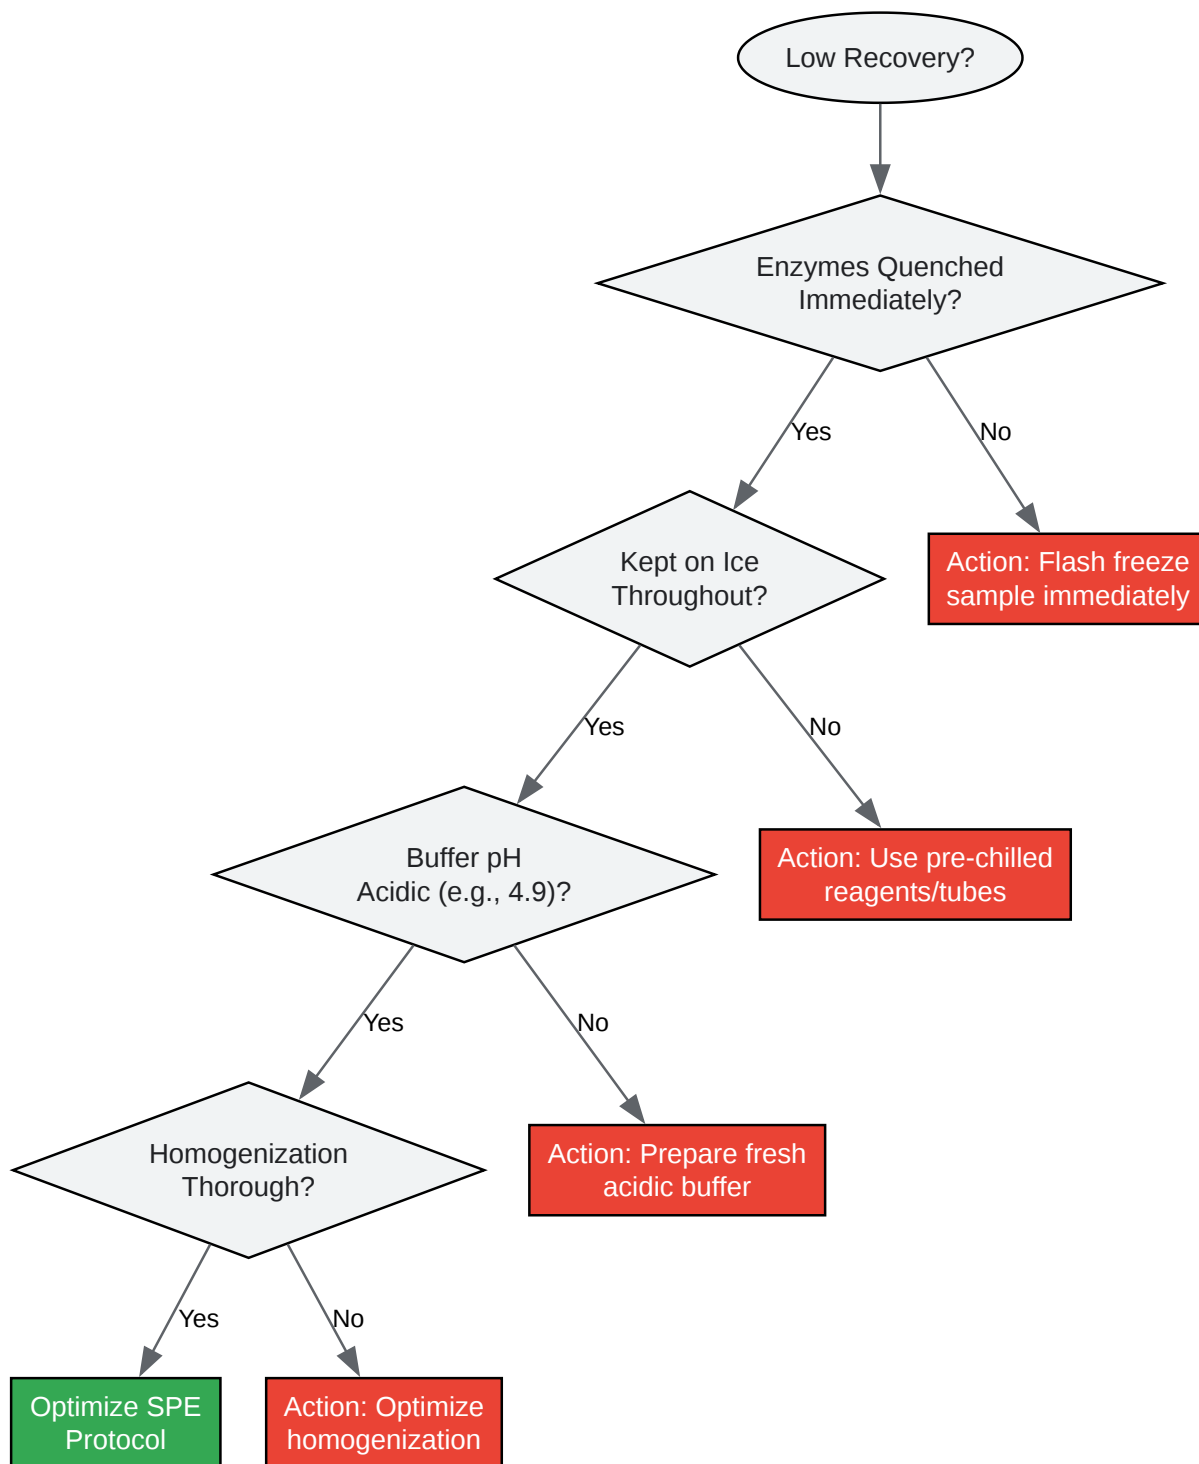 Low Recovery?
Enzymes Quenched
Immediately?
Yes
No
Kept on Ice
Throughout?
Action: Flash freeze
sample immediately
Yes
No
Buffer pH
Acidic (e.g., 4.9)?
Action: Use pre-chilled
reagents/tubes
Yes
No
Homogenization
Thorough?
Action: Prepare fresh
acidic buffer
Yes
No
Optimize SPE
Protocol
Action: Optimize
homogenization